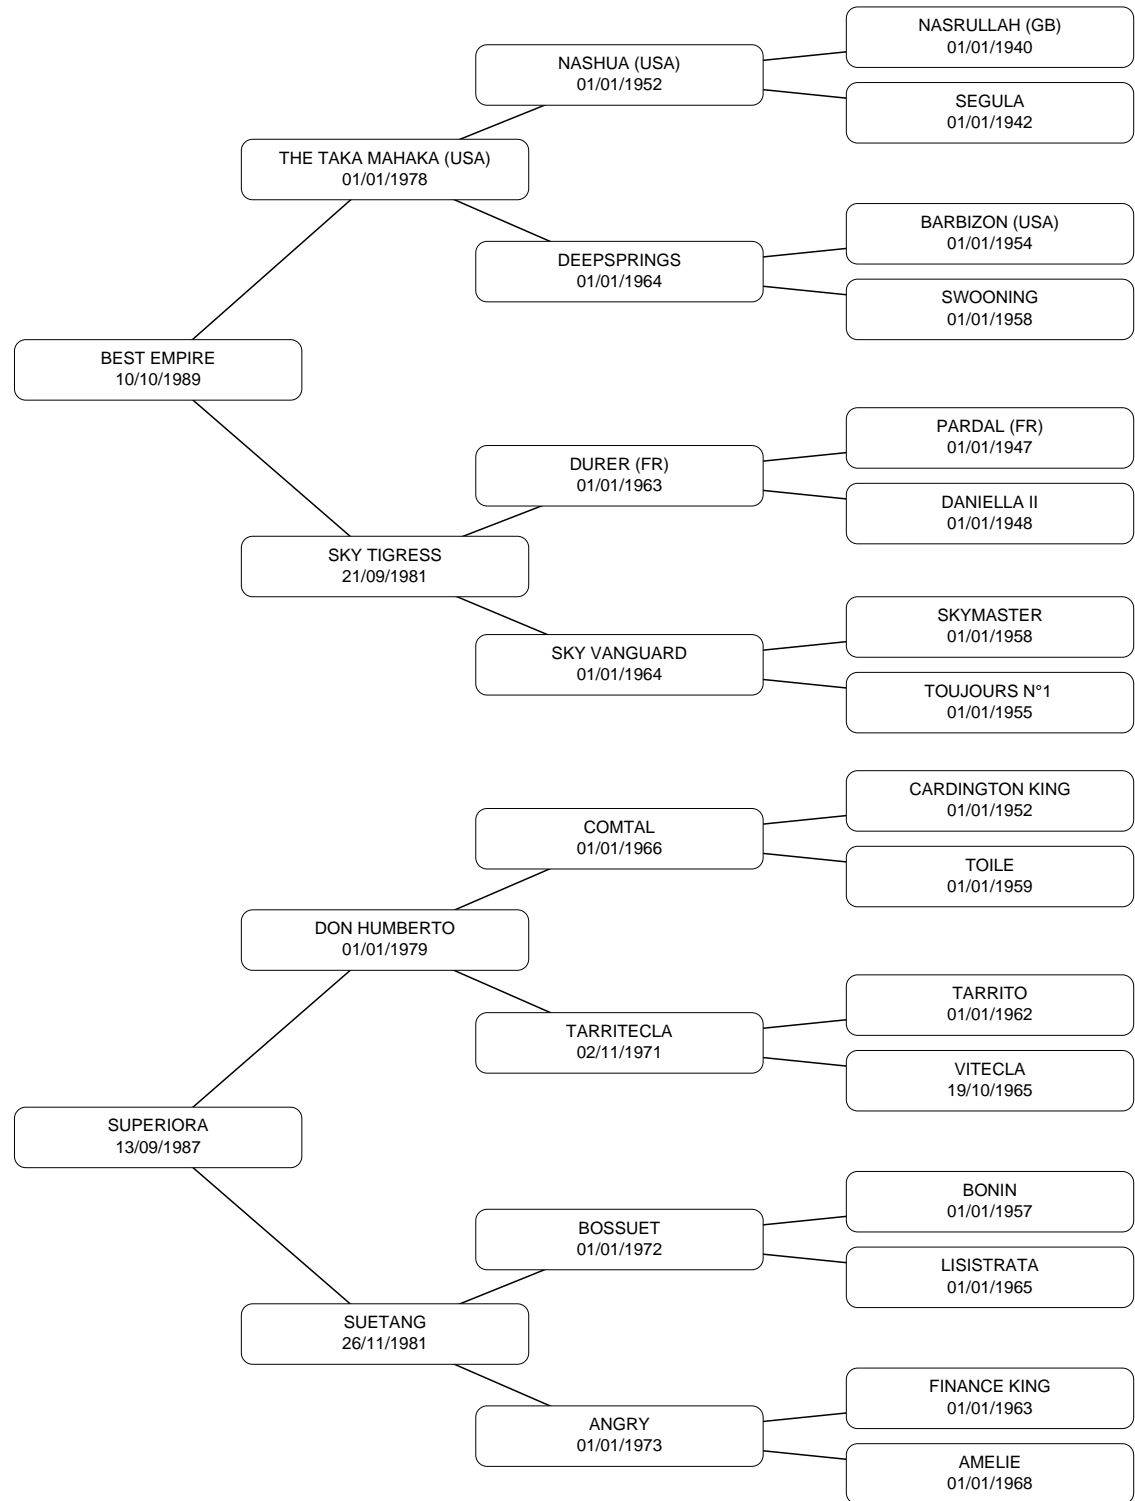 NASRULLAH (GB)
01/01/1940
NASHUA (USA)
01/01/1952
SEGULA
01/01/1942
THE TAKA MAHAKA (USA)
01/01/1978
BARBIZON (USA)
01/01/1954
DEEPSPRINGS
01/01/1964
SWOONING
01/01/1958
BEST EMPIRE
10/10/1989
PARDAL (FR)
01/01/1947
DURER (FR)
01/01/1963
DANIELLA II
01/01/1948
SKY TIGRESS
21/09/1981
SKYMASTER
01/01/1958
SKY VANGUARD
01/01/1964
TOUJOURS N°1
01/01/1955
CARDINGTON KING
01/01/1952
COMTAL
01/01/1966
TOILE
01/01/1959
DON HUMBERTO
01/01/1979
TARRITO
01/01/1962
TARRITECLA
02/11/1971
VITECLA
19/10/1965
SUPERIORA
13/09/1987
BONIN
01/01/1957
BOSSUET
01/01/1972
LISISTRATA
01/01/1965
SUETANG
26/11/1981
FINANCE KING
01/01/1963
ANGRY
01/01/1973
AMELIE
01/01/1968